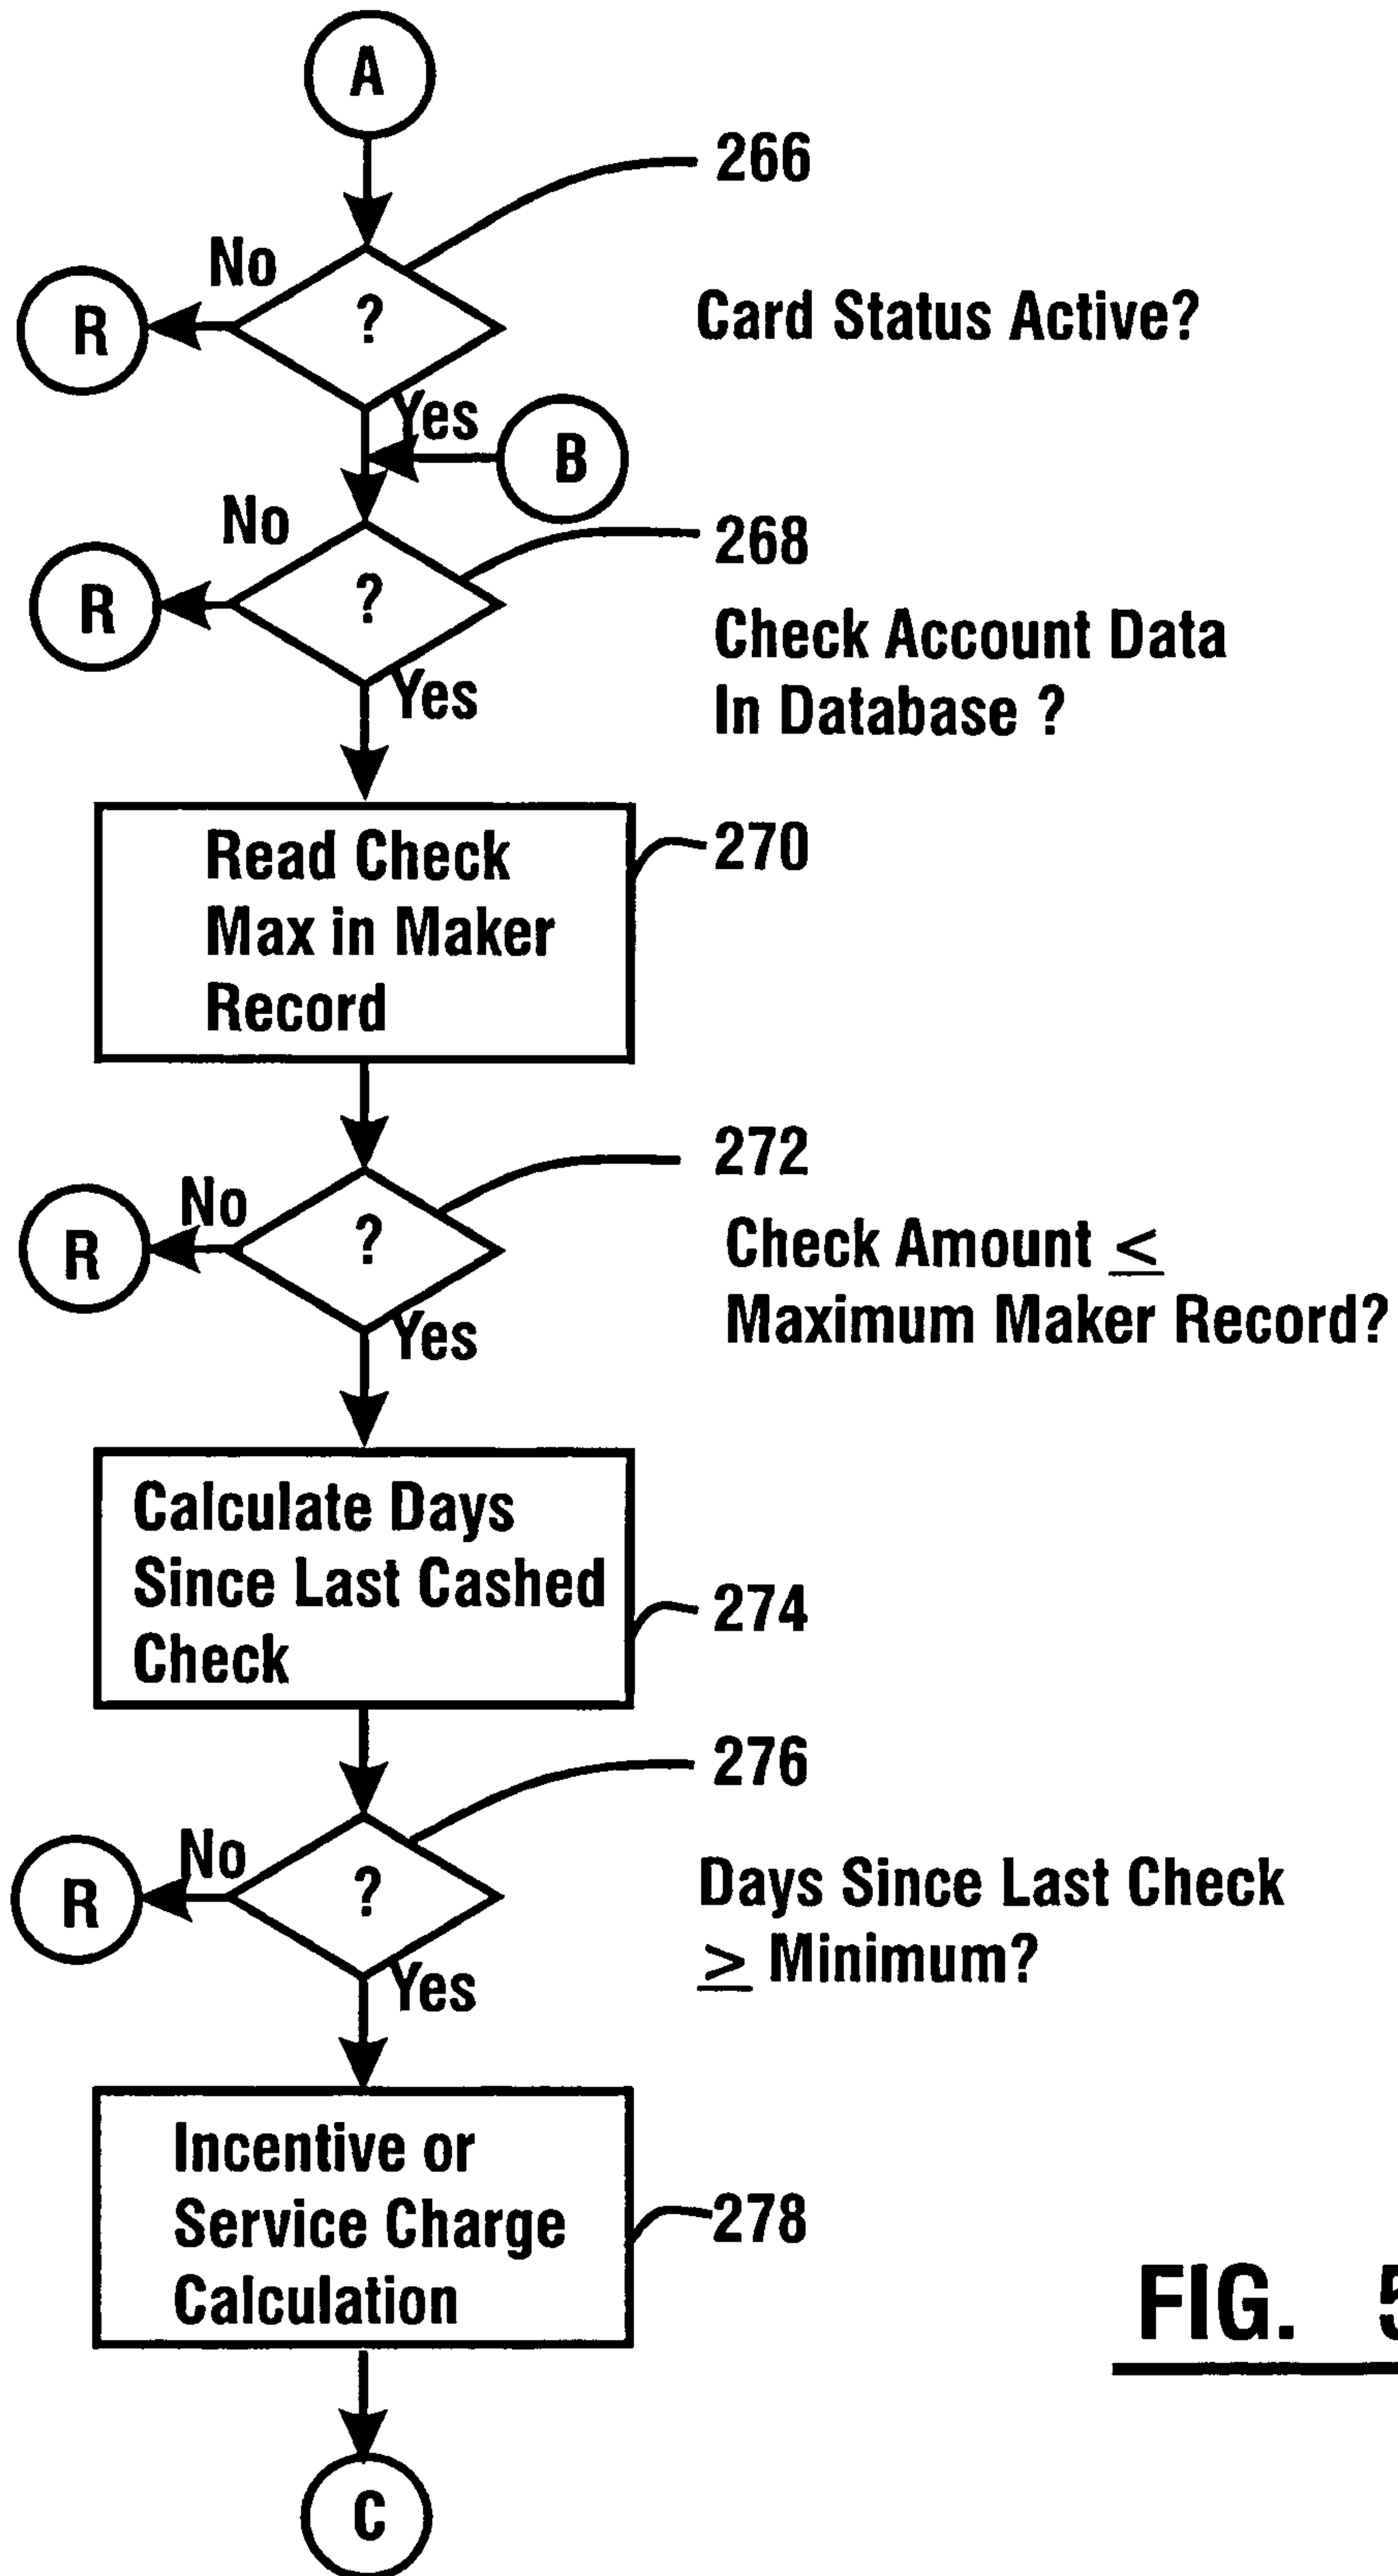 A
266
No
?
R
Card Status Active?
Yes
B
No
268
?
R
Check Account Data
In Database ?
Yes
Read Check
Max in Maker
Record
270
272
No
?
R
Check Amount ≤
Maximum Maker Record?
Yes
Calculate Days
Since Last Cashed
Check
274
276
No
?
R
Days Since Last Check
≥ Minimum?
Yes
Incentive or
Service Charge
Calculation
278
FIG. 5
C